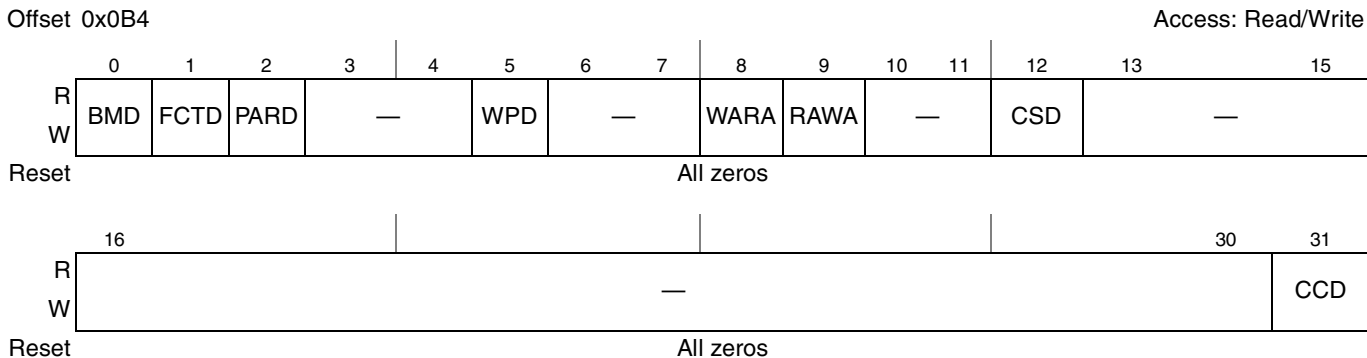 Offset 0x0B4 Access: Read/Write
0 1 2 3 4 5 6 7 8 9 10 11 12 13 15
R
BMD FCTD PARD — WPD — WARA RAWA — CSD —
W
Reset All zeros
16 30 31
R
— CCD
W
Reset All zeros